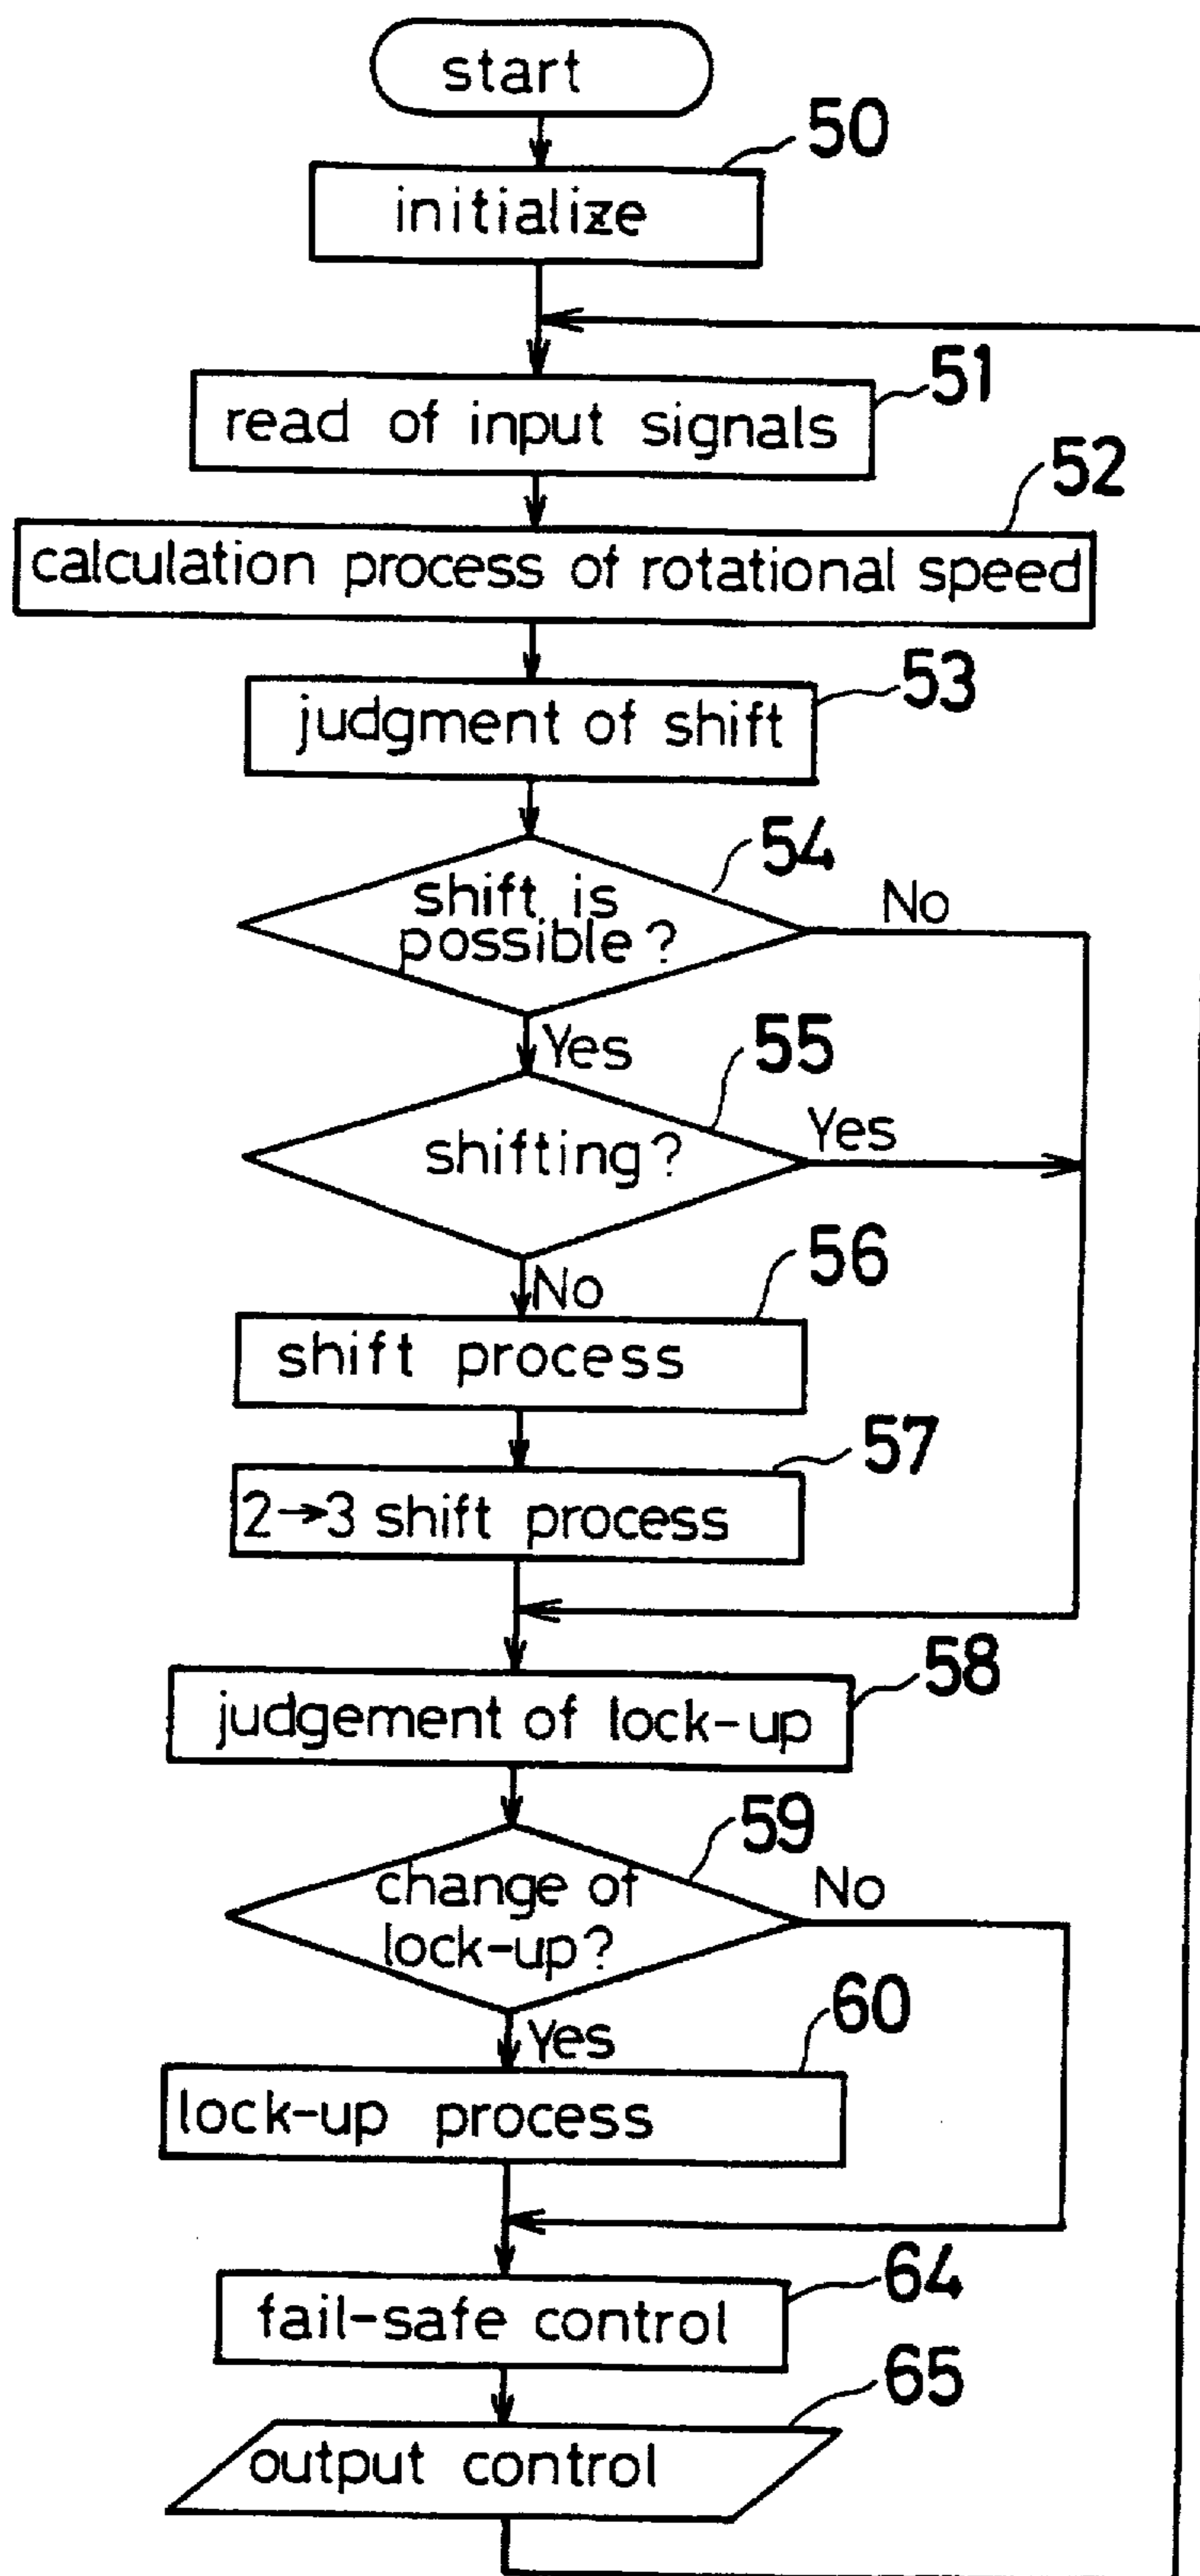 start
50
initialize
51
read of input signals
52
calculation process of rotational speed
53
judgment of shift
54
shift is
possible?
No
Yes
55
shifting?
Yes
No
56
shift process
57
2→3 shift process
58
judgement of lock-up
59
change of
lock-up?
No
Yes
60
lock-up process
64
fail-safe control
65
output control